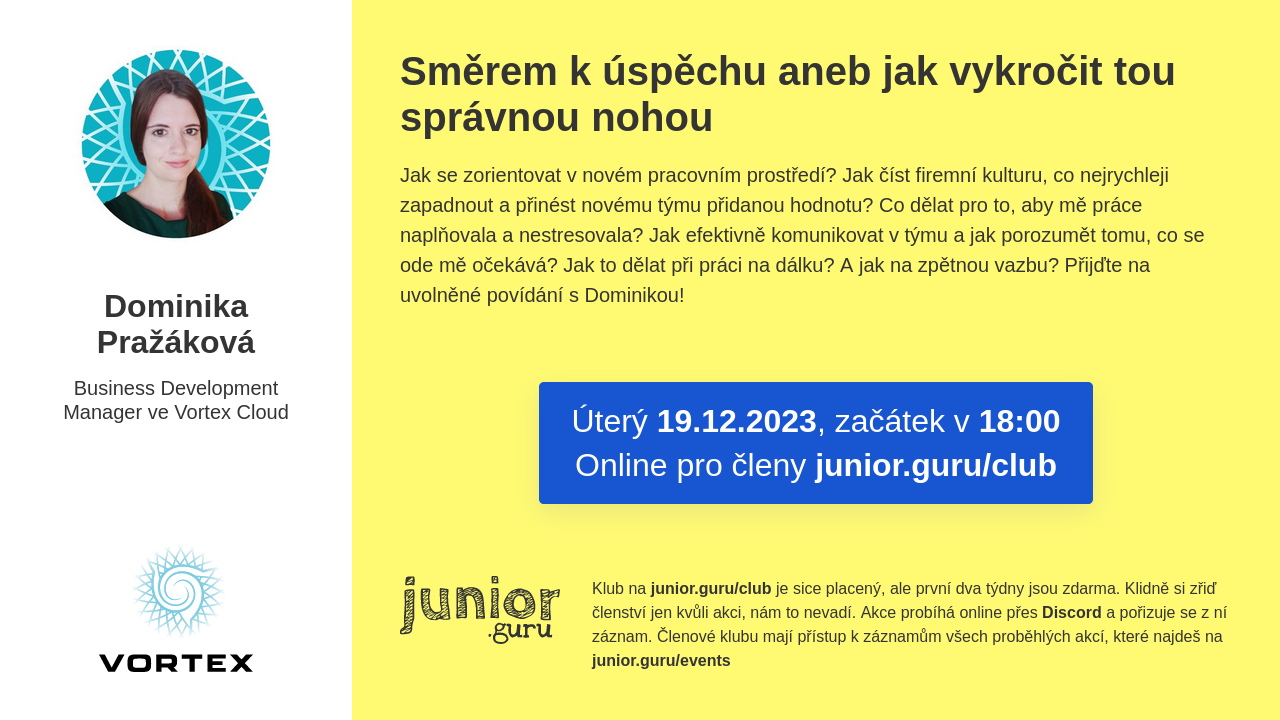 Směrem k úspěchu aneb jak vykročit tou
správnou nohou
Jak se zorientovat v novém pracovním prostředí? Jak číst firemní kulturu, co nejrychleji
zapadnout a přinést novému týmu přidanou hodnotu? Co dělat pro to, aby mě práce
naplňovala a nestresovala? Jak efektivně komunikovat v týmu a jak porozumět tomu, co se
ode mě očekává? Jak to dělat při práci na dálku? A jak na zpětnou vazbu? Přijďte na
uvolněné povídání s Dominikou!
Dominika
Pražáková
Business Development
Manager ve Vortex Cloud
Úterý 19.12.2023, začátek v 18:00
Online pro členy junior.guru/club
VORTEX
junior
.guru
Klub na junior.guru/club je sice placený, ale první dva týdny jsou zdarma. Klidně si zřiď
členství jen kvůli akci, nám to nevadí. Akce probíhá online přes Discord a pořizuje se z ní
záznam. Členové klubu mají přístup k záznamům všech proběhlých akcí, které najdeš na
junior.guru/events